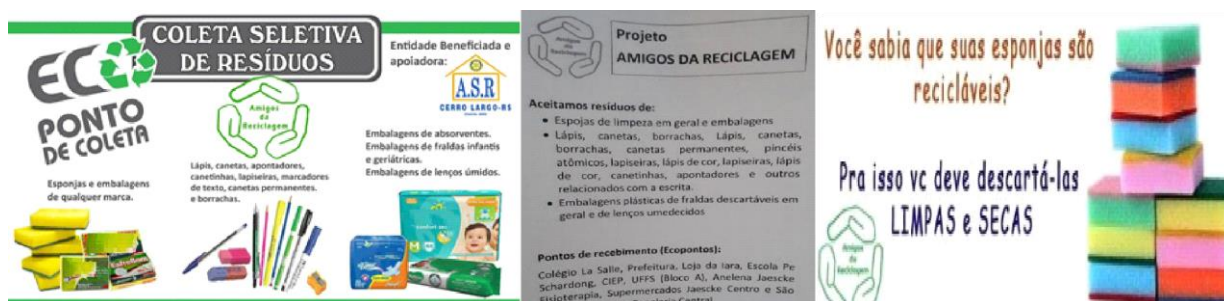 COLETA SELETIVA
DE RESÍDUOS
ECO
PONTO
DE COLETA
Entidade Beneficiada e
apoiadora:
A.S.R
CERRO LARGO-RS
Amigos
da
Reciclagem
Esponjas e embalagens
de qualquer marca.
Lápis, canetas, apontadores,
canetinhas, lapiseiras, marcadores
de texto, canetas permanentes.
e borrachas.
Embalagens de absorventes.
Embalagens de fraldas infantis
e geriátricas.
Embalagens de lenços úmidos.
Amigos
da
Reciclagem
Projeto
AMIGOS DA RECICLAGEM
Aceitamos resíduos de:
• Espojas de limpeza em geral e embalagens
• Lápis, canetas, borrachas, Lápis, canetas,
borrachas, canetas permanentes, pincéis
atômicos, lapiseiras, lápis de cor, lapiseiras, lápis
de cor, canetinhas, apontadores e outros
relacionados com a escrita.
• Embalagens plásticas de fraldas descartáveis em
geral e de lenços umedecidos
Pontos de recebimento (Ecopontos):
Colégio La Salle, Prefeitura, Loja da Iara, Escola Pe
Schardong, CIEP, UFFS (Bloco A), Anelena Jaescke
Fisioterapia, Supermercados Jaescke Centro e São
Central
Você sabia que suas esponjas são
recicláveis?
Pra isso vc deve descartá-las
LIMPAS e SECAS
Amigos
da
Reciclagem